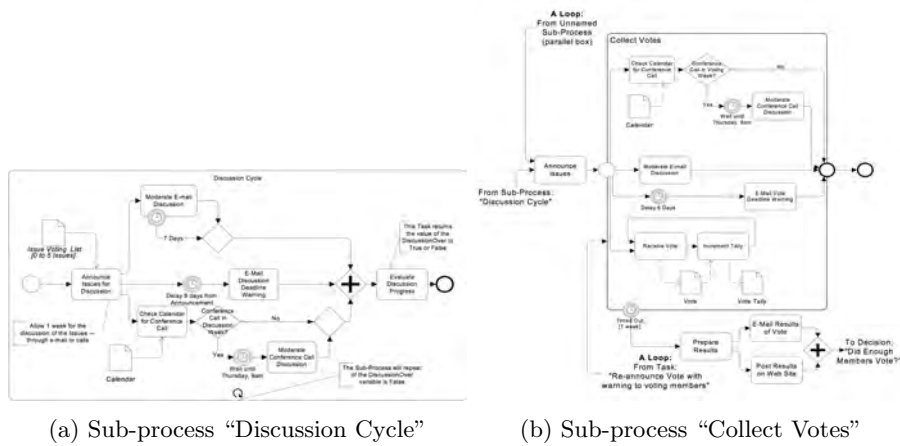 Discussion Cycle
Moderate E-mail
Discussion
7 Days
Issue Voting List
[0 to 5 Issues]
Announce
Issues for
Discussion
This Task returns
the value of the
DiscussionOver to
True or False
Delay 6 days from
Announcement
E-Mail
Discussion
Deadline
Warning
Evaluate
Discussion
Progress
Allow 1 week for the
discussion of the Issues —
through e-mail or calls
Check Calendar
for Conference
Call
Conference
Call in
Discussion
Week?
No
Yes
Wait until
Thursday, 9am
Moderate
Conference Call
Discussion
Calendar
The Sub-Process will repeat
of the DiscussionOver
variable is False
(a) Sub-process “Discussion Cycle”
A Loop:
From Unnamed
Sub-Process
(parallel box)
Collect Votes
Check Calendar
for Conference
Call
Conference
Call in Voting
Week?
No
Yes
Calendar
Wait until
Thursday, 9am
Moderate
Conference Call
Discussion
Announce
Issues
Moderate E-mail
Discussion
From Sub-Process:
"Discussion Cycle"
Delay 6 Days
E-Mail Vote
Deadline Warning
Receive Vote
Increment Tally
Vote
Vote Tally
Timed Out
[1 week]
Prepare
Results
E-Mail Results
of Vote
Post Results
on Web Site
To Decision:
"Did Enough
Members Vote?"
A Loop:
From Task:
"Re-announce Vote with
warning to voting members"
(b) Sub-process “Collect Votes”